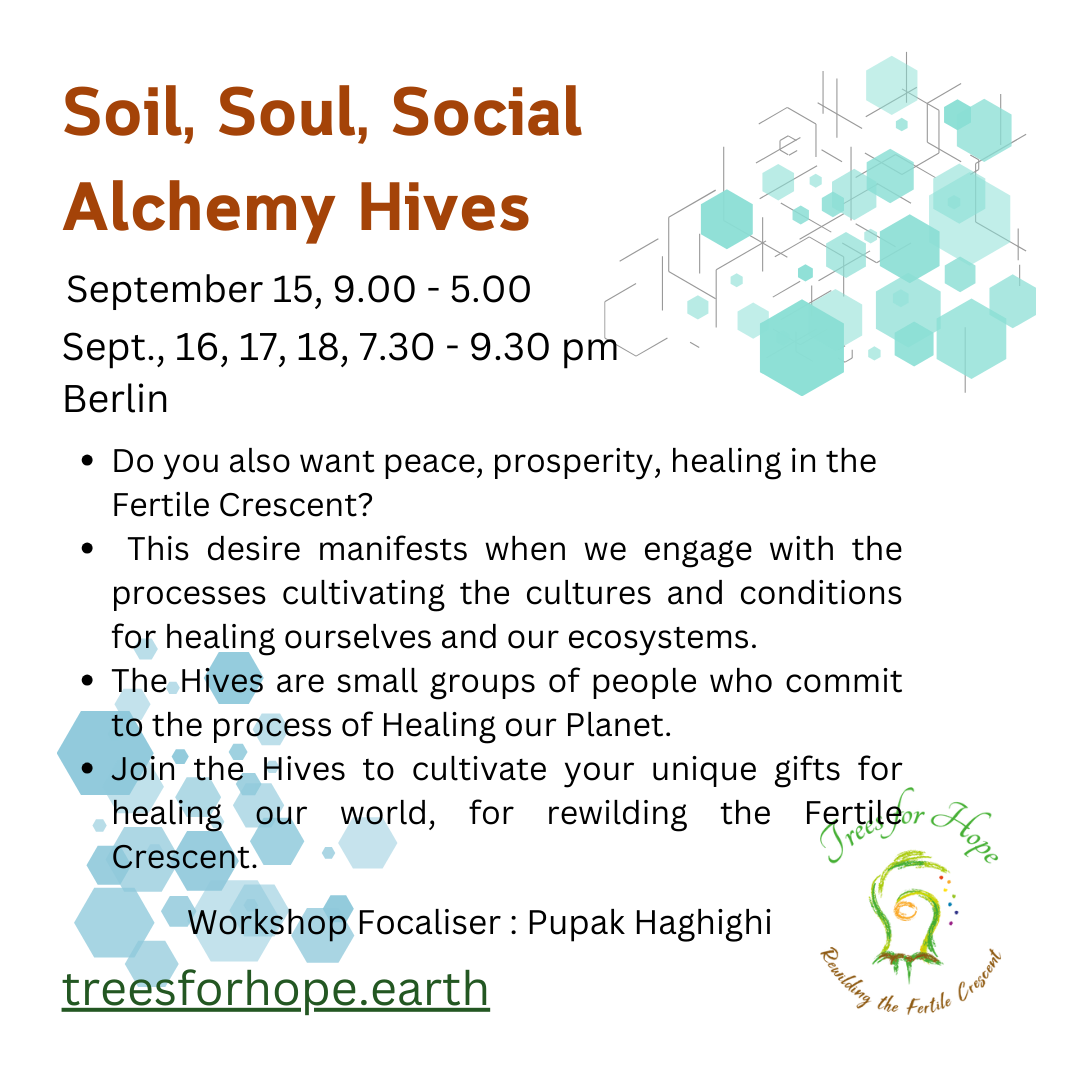 Soil, Soul, Social
Alchemy Hives
September 15, 9.00 - 5.00
Sept., 16, 17, 18, 7.30 - 9.30 pm
Berlin
• Do you also want peace, prosperity, healing in the
Fertile Crescent?
• This desire manifests when we engage with the
processes cultivating the cultures and conditions
for healing ourselves and our ecosystems.
• The Hives are small groups of people who commit
to the process of Healing our Planet.
• Join the Hives to cultivate your unique gifts for
healing our world, for rewilding the Fertile
Crescent.
Trees for Hope
Workshop Focaliser : Pupak Haghighi
Rewilding the Fertile Crescent
treesforhope.earth